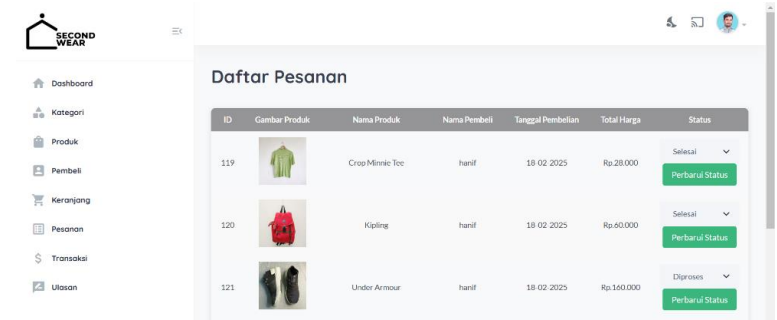 SECOND
WEAR
Dashboard
Kategori
Produk
Pembeli
Keranjang
Pesanan
Transaksi
Ulasan
Daftar Pesanan
ID Gambar Produk Nama Produk Nama Pembeli Tanggal Pembelian Total Harga Status
119 Crop Minnie Tee hanif 18-02-2025 Rp.28.000 Selesai
Perbarui Status
120 Kipling hanif 18-02-2025 Rp.60.000 Selesai
Perbarui Status
121 Under Armour hanif 18-02-2025 Rp.160.000 Diproses
Perbarui Status